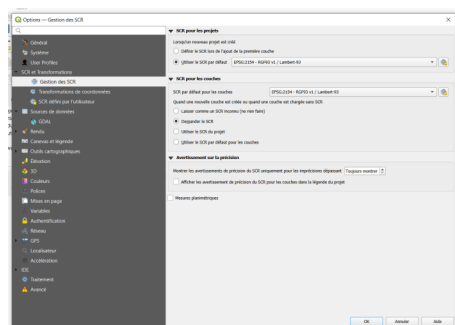 Options — Gestion des SCR
Général
Système
User Profiles
SCR et Transformations
Gestion des SCR
Transformations de coordonnées
SCR définis par l'utilisateur
Sources de données
GDAL
Rendu
Canevas et légende
Outils cartographiques
Élévation
3D
Couleurs
Polices
Mises en page
Variables
Authentification
Réseau
GPS
Localisateur
Accélération
IDE
Traitement
Avancé
SCR pour les projets
Lorsqu'un nouveau projet est créé
Définir le SCR lors de l'ajout de la première couche
Utiliser le SCR par défaut
EPSG:2154 - RGF93 v1 / Lambert-93
SCR pour les couches
SCR par défaut pour les couches
EPSG:2154 - RGF93 v1 / Lambert-93
Quand une nouvelle couche est créée ou quand une couche est chargée sans SCR
Laisser comme un SCR inconnu (ne rien faire)
Demander le SCR
Utiliser le SCR du projet
Utiliser le SCR par défaut pour les couches
Avertissement sur la précision
Montrer les avertissements de précision du SCR uniquement pour les imprécisions dépassant
Toujours montrer
Afficher les avertissement de précision du SCR pour les couches dans la légende du projet
Mesures planimétriques
Ok
Annuler
Aide